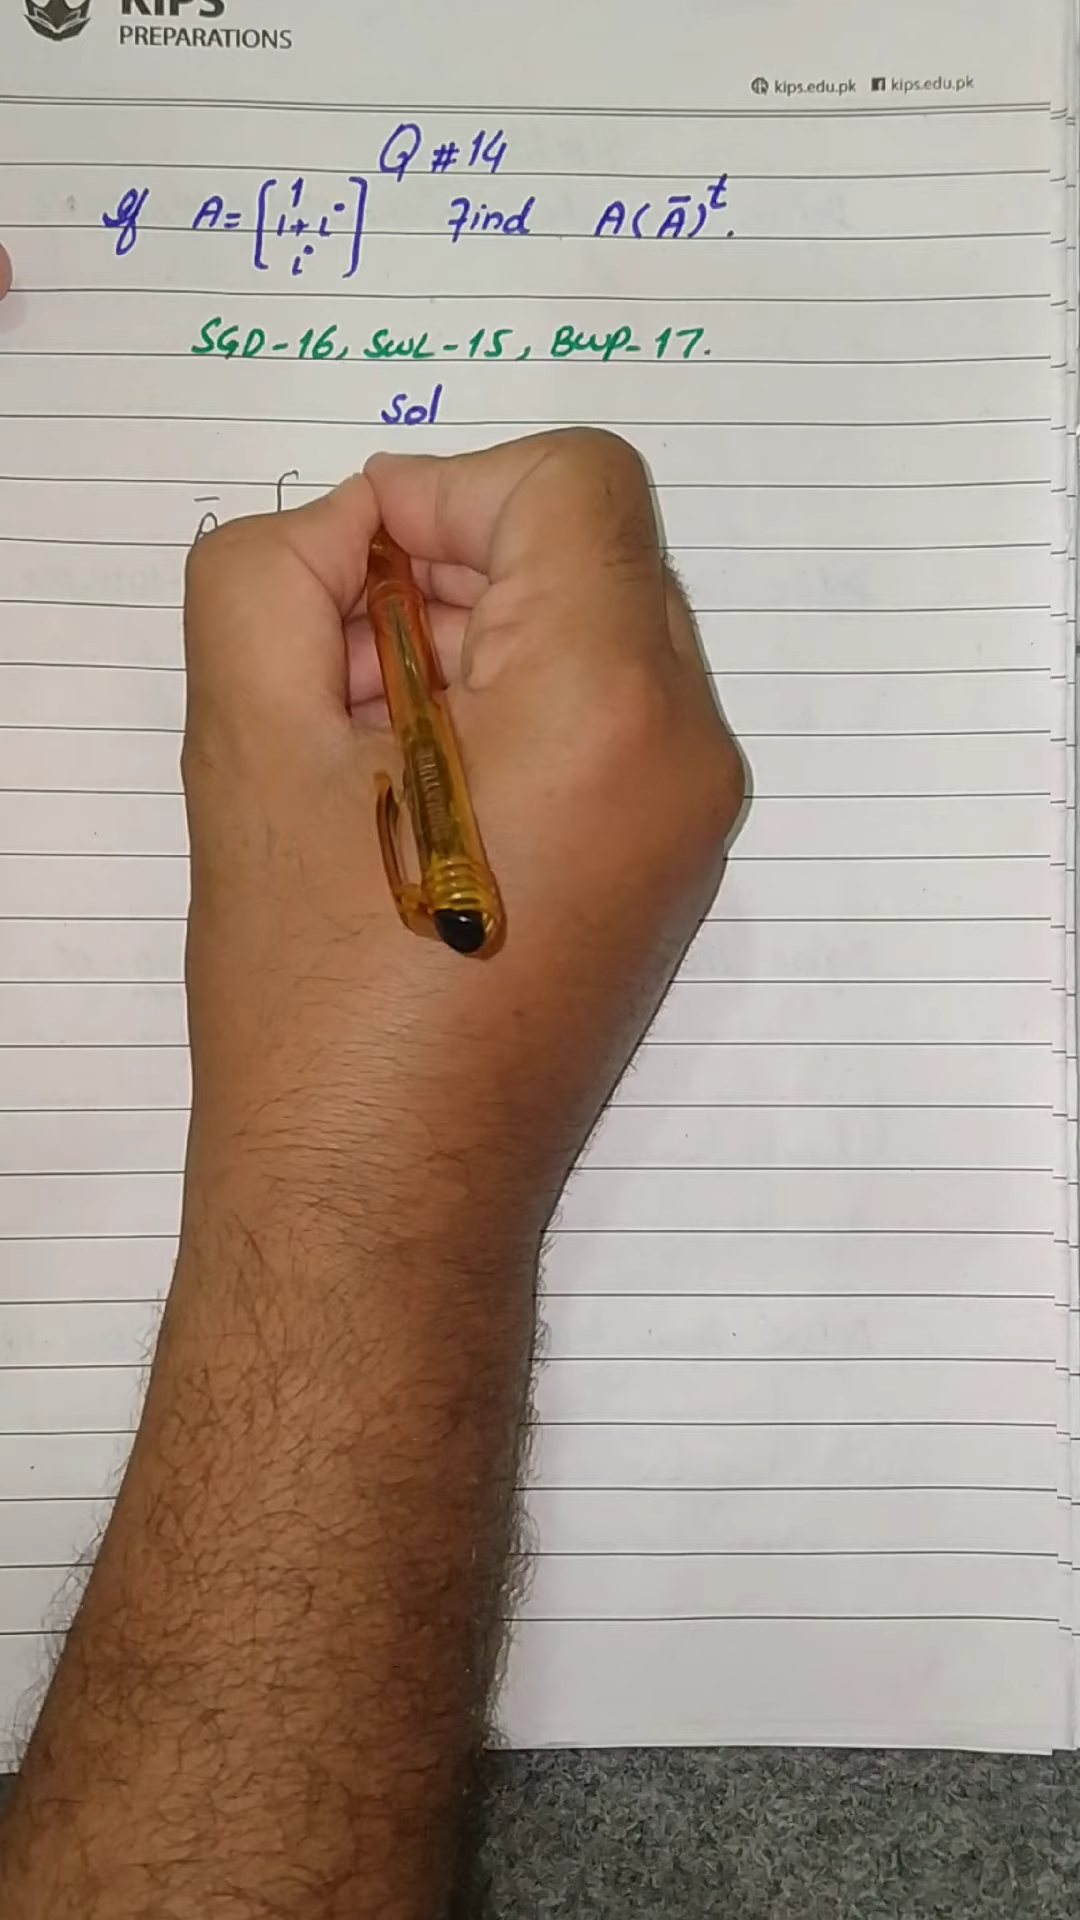 KIPS
PREPARATIONS
kips.edu.pk kips.edu.pk
Q # 14
If A = [1
1+i
i] Find A(Ā)ᵗ.
SGD-16, SWL-15, BWP-17.
Sol
Ā [